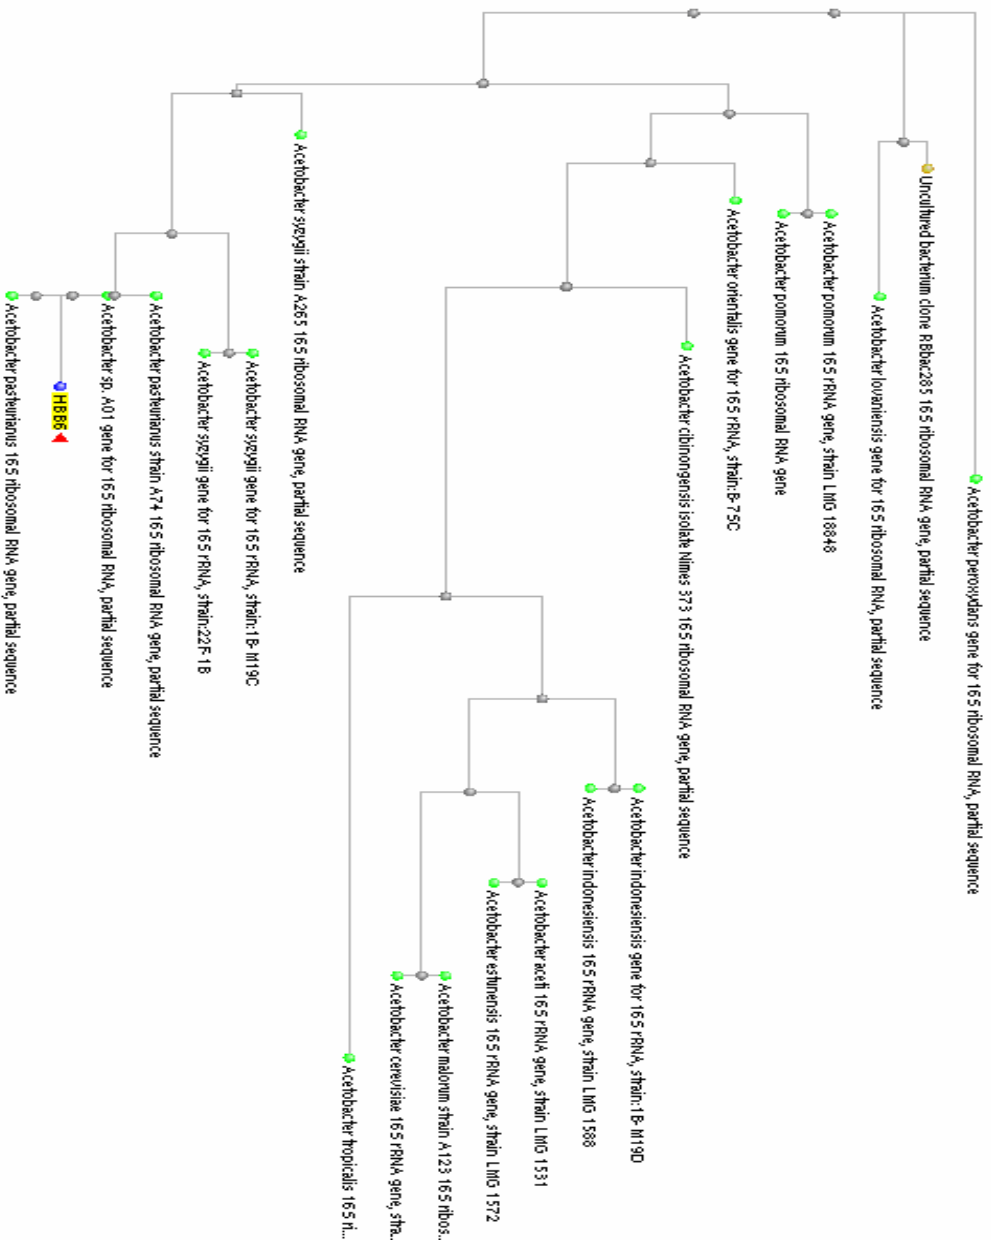 Acetobacter peroxydans gene for 16S ribosomal RNA, partial sequence
Uncultured bacterium clone RBbac285 16S ribosomal RNA gene, partial sequence
Acetobacter lovaniensis gene for 16S ribosomal RNA, partial sequence
Acetobacter pomorum 16S rRNA gene, strain LMG 18848
Acetobacter pomorum 16S ribosomal RNA gene
Acetobacter orientalis gene for 16S rRNA, strain:B-75C
Acetobacter cibinongensis isolate Nimes 373 16S ribosomal RNA gene, partial sequence
Acetobacter indonesiensis gene for 16S rRNA, strain:1B-M19D
Acetobacter indonesiensis 16S rRNA gene, strain LMG 1588
Acetobacter aceti 16S rRNA gene, strain LMG 1531
Acetobacter estunensis 16S rRNA gene, strain LMG 1572
Acetobacter malorum strain A123 16S ribos...
Acetobacter cerevisiae 16S rRNA gene, stra...
Acetobacter tropicalis 16S ri...
Acetobacter syzygii strain A265 16S ribosomal RNA gene, partial sequence
Acetobacter syzygii gene for 16S rRNA, strain:1B-M19C
Acetobacter syzygii gene for 16S rRNA, strain:22F-1B
Acetobacter pasteurianus strain A74 16S ribosomal RNA gene, partial sequence
Acetobacter sp. A01 gene for 16S ribosomal RNA, partial sequence
HBB6
Acetobacter pasteurianus 16S ribosomal RNA gene, partial sequence